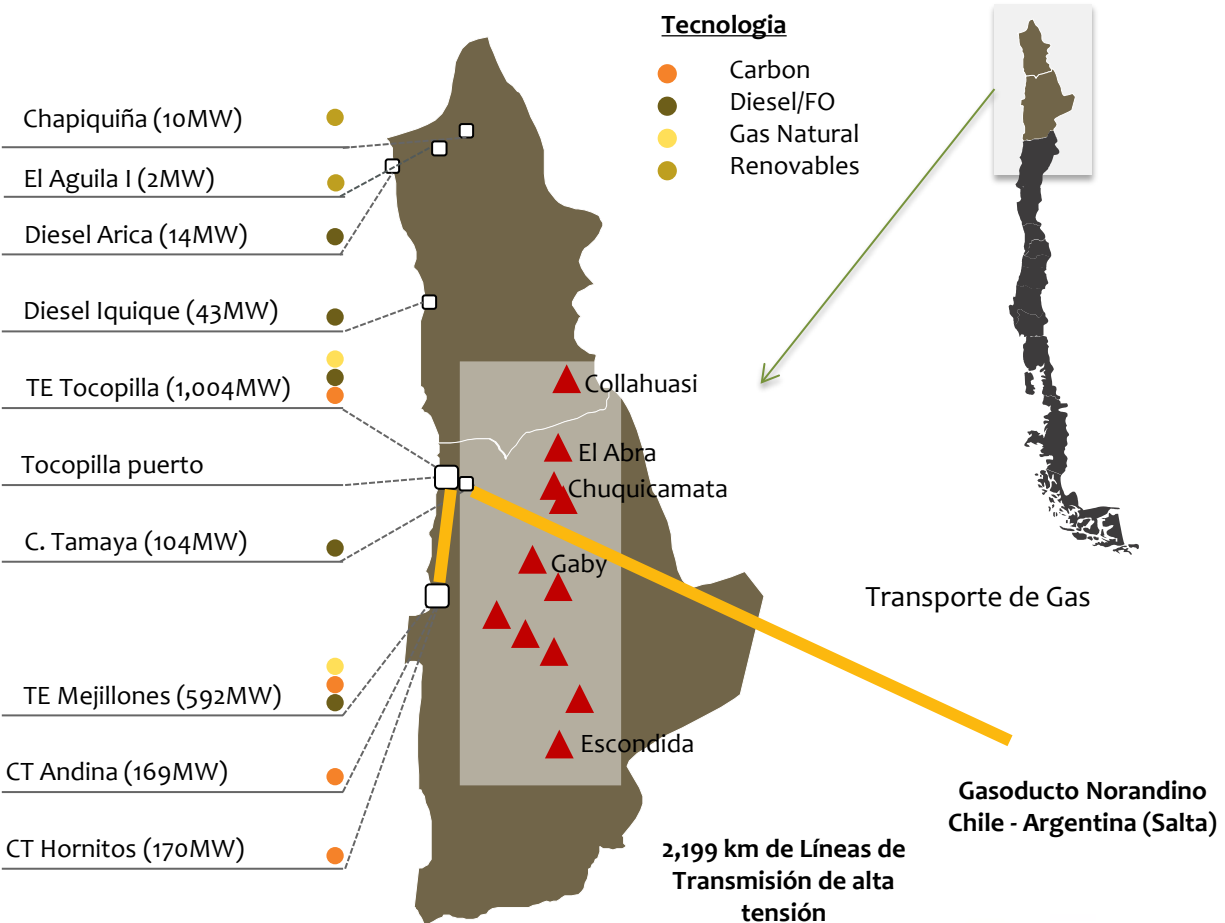 Tecnologia
Carbon
Diesel/FO
Gas Natural
Renovables
Chapiquiña (10MW)
El Aguila I (2MW)
Diesel Arica (14MW)
Diesel Iquique (43MW)
TE Tocopilla (1,004MW)
Tocopilla puerto
C. Tamaya (104MW)
TE Mejillones (592MW)
CT Andina (169MW)
CT Hornitos (170MW)
Collahuasi
El Abra
Chuquicamata
Gaby
Escondida
Transporte de Gas
Gasoducto Norandino
Chile - Argentina (Salta)
2,199 km de Líneas de
Transmisión de alta
tensión